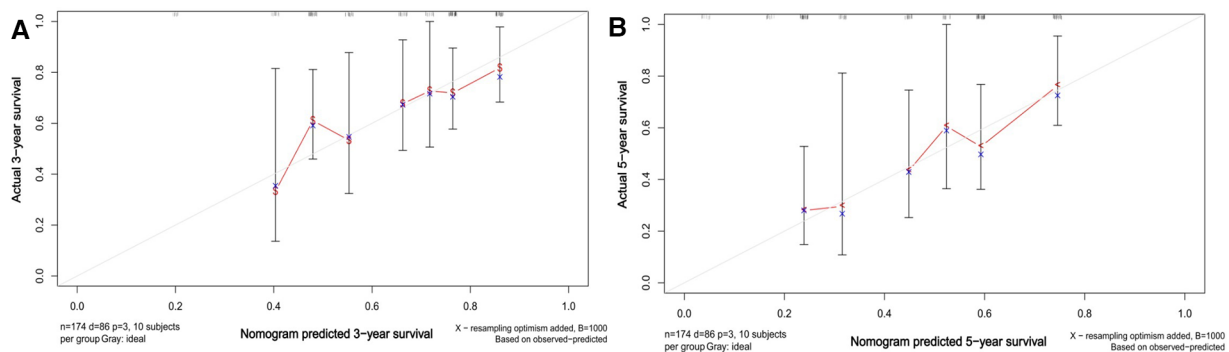 A
Actual 3-year survival
1.0
0.8
0.6
0.4
0.2
0.0
0.0 0.2 0.4 0.6 0.8 1.0
n=174 d=86 p=3, 10 subjects
per group Gray: ideal
Nomogram predicted 3-year survival
X - resampling optimism added, B=1000
Based on observed-predicted
B
Actual 5-year survival
1.0
0.8
0.6
0.4
0.2
0.0
0.0 0.2 0.4 0.6 0.8 1.0
n=174 d=86 p=3, 10 subjects
per group Gray: ideal
Nomogram predicted 5-year survival
X - resampling optimism added, B=1000
Based on observed-predicted